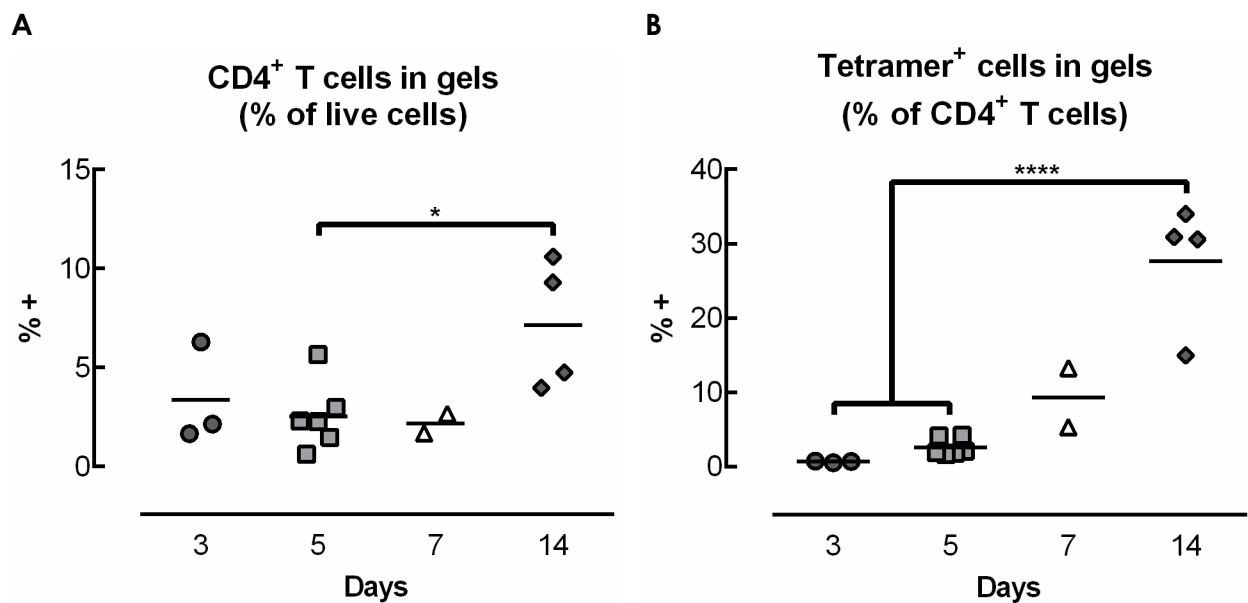 A
CD4⁺ T cells in gels
(% of live cells)
15
10
5
0
% +
*
3 5 7 14
Days
B
Tetramer⁺ cells in gels
(% of CD4⁺ T cells)
40
30
20
10
0
% +
****
3 5 7 14
Days